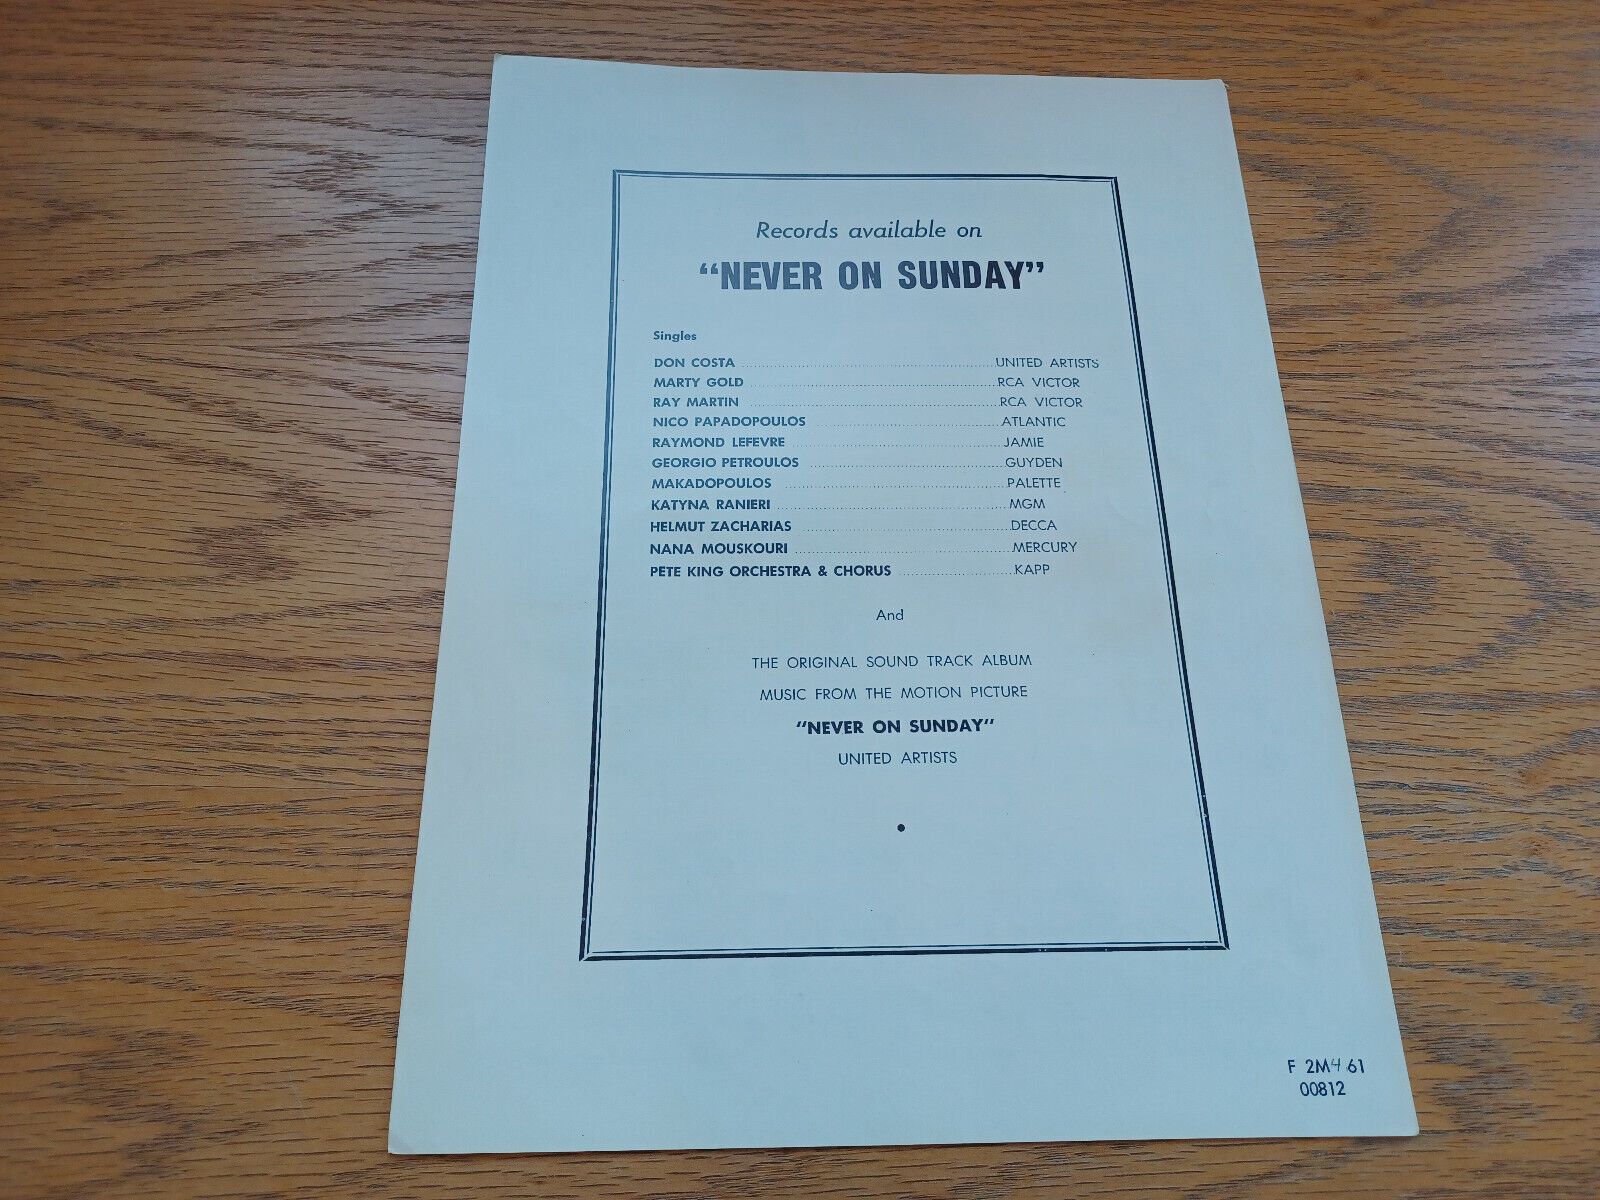 Records available on
“NEVER ON SUNDAY”
Singles
DON COSTA ........ UNITED ARTISTS
MARTY GOLD ........ RCA VICTOR
RAY MARTIN ........ RCA VICTOR
NICO PAPADOPOULOS ........ ATLANTIC
RAYMOND LEFEVRE ........ JAMIE
GEORGIO PETROULOS ........ GUYDEN
MAKADOPOULOS ........ PALETTE
KATYNA RANIERI ........ MGM
HELMUT ZACHARIAS ........ DECCA
NANA MOUSKOURI ........ MERCURY
PETE KING ORCHESTRA & CHORUS ........ KAPP
And
THE ORIGINAL SOUND TRACK ALBUM
MUSIC FROM THE MOTION PICTURE
“NEVER ON SUNDAY”
UNITED ARTISTS
F 2M4 61
00812